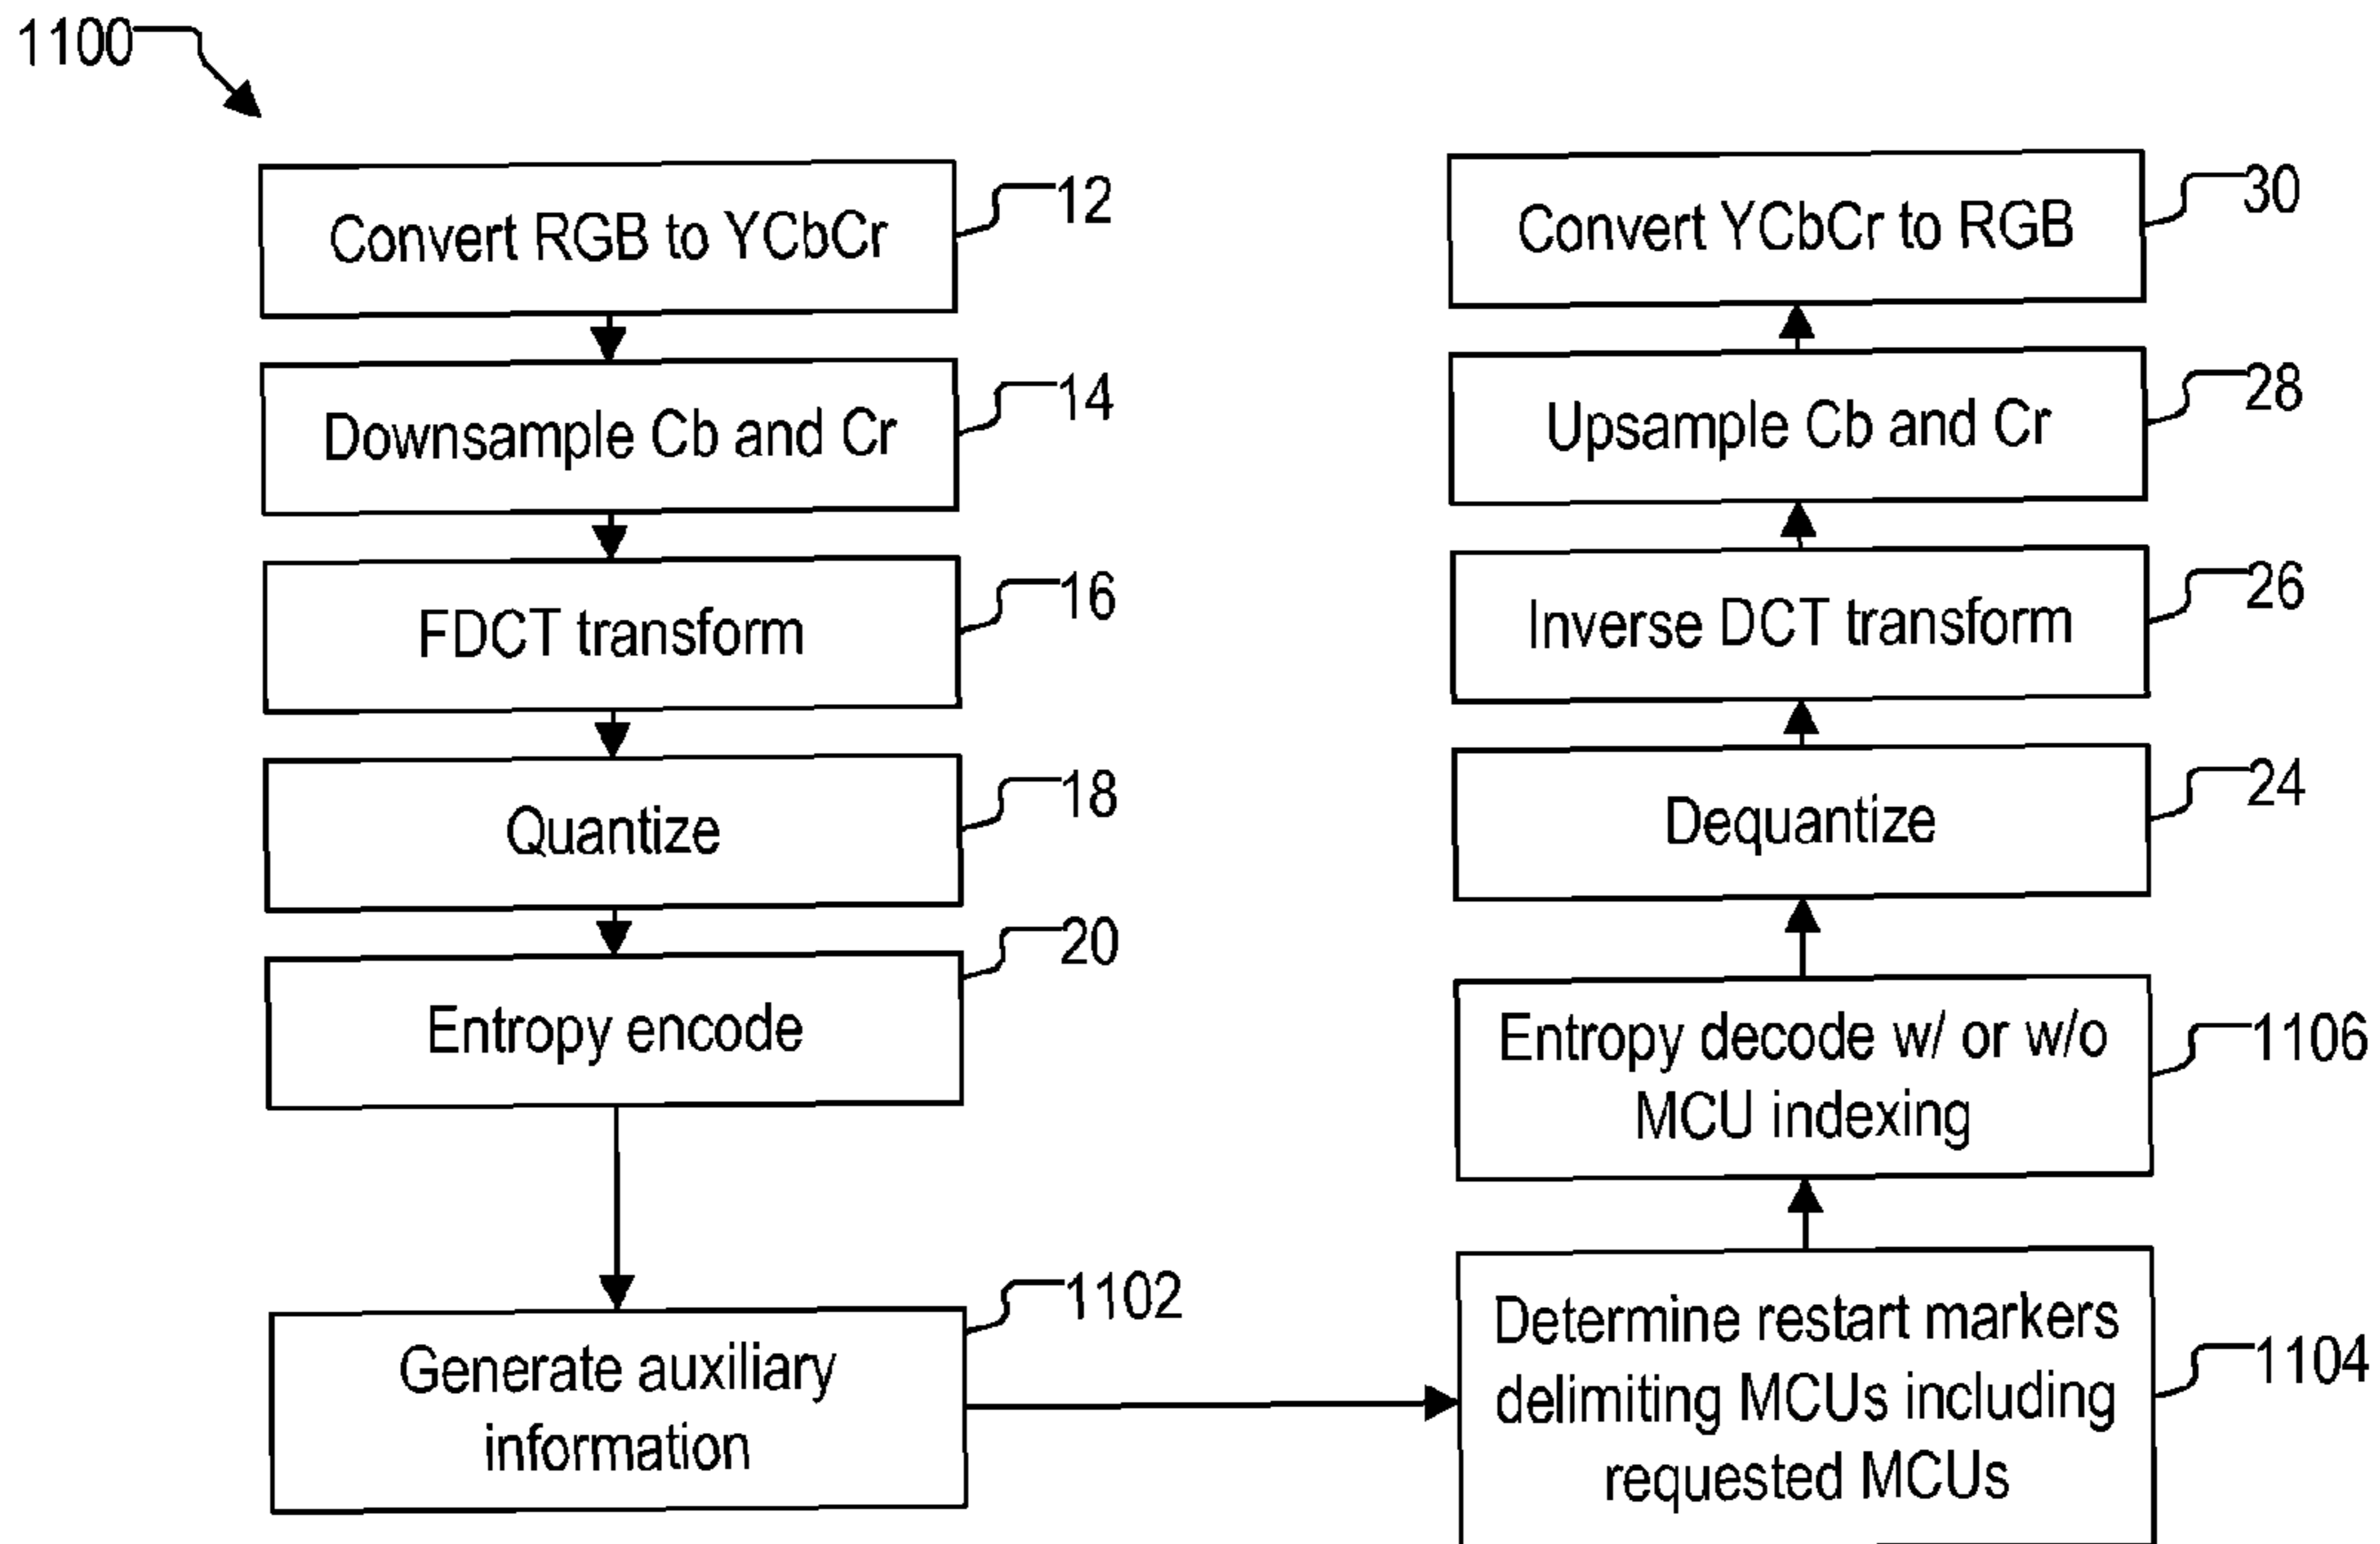 1100
Convert RGB to YCbCr
12
Downsample Cb and Cr
14
FDCT transform
16
Quantize
18
Entropy encode
20
Generate auxiliary
information
1102
Determine restart markers
delimiting MCUs including
requested MCUs
1104
Entropy decode w/ or w/o
MCU indexing
1106
Dequantize
24
Inverse DCT transform
26
Upsample Cb and Cr
28
Convert YCbCr to RGB
30